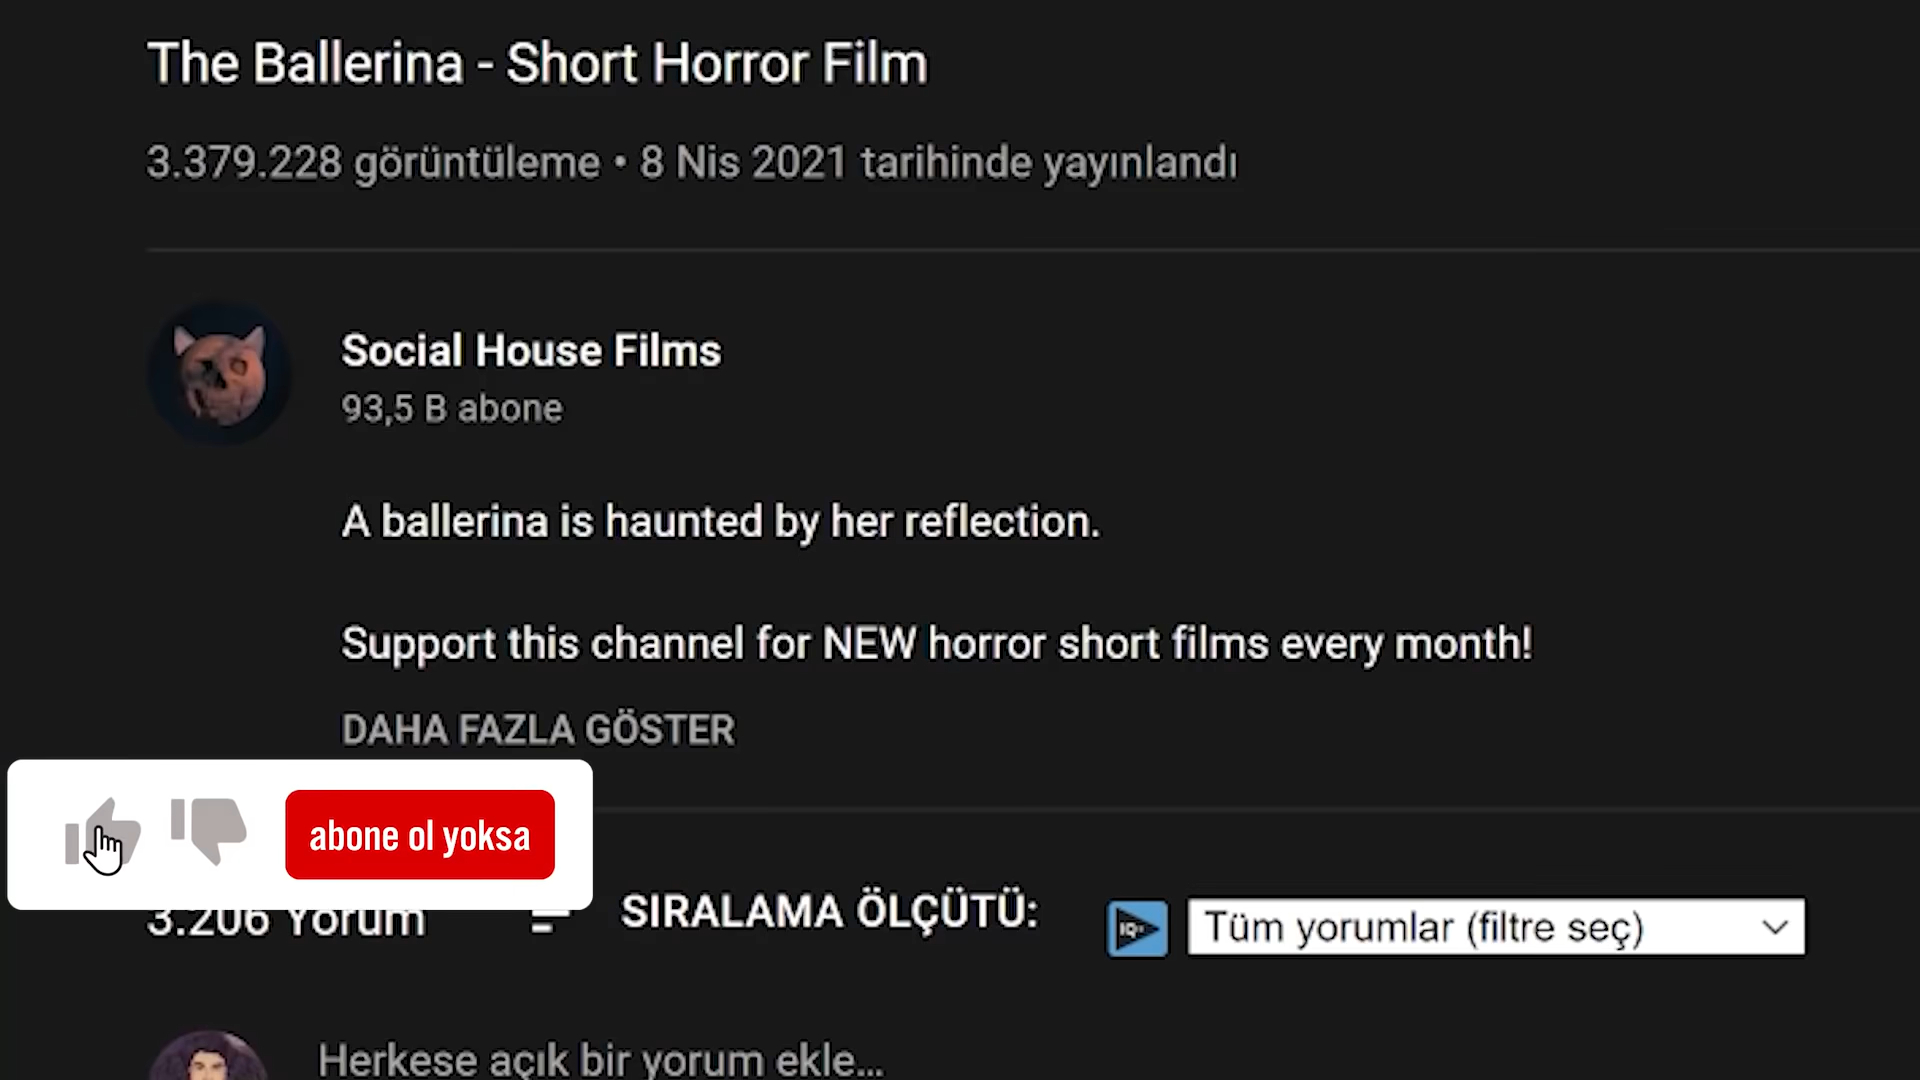 The Ballerina - Short Horror Film
3.379.228 görüntüleme • 8 Nis 2021 tarihinde yayınlandı
Social House Films
93,5 B abone
A ballerina is haunted by her reflection.
Support this channel for NEW horror short films every month!
DAHA FAZLA GÖSTER
abone ol yoksa
3.206 Yorum
SIRALAMA ÖLÇÜTÜ:
IQ
Tüm yorumlar (filtre seç)
Herkese açık bir yorum ekle...